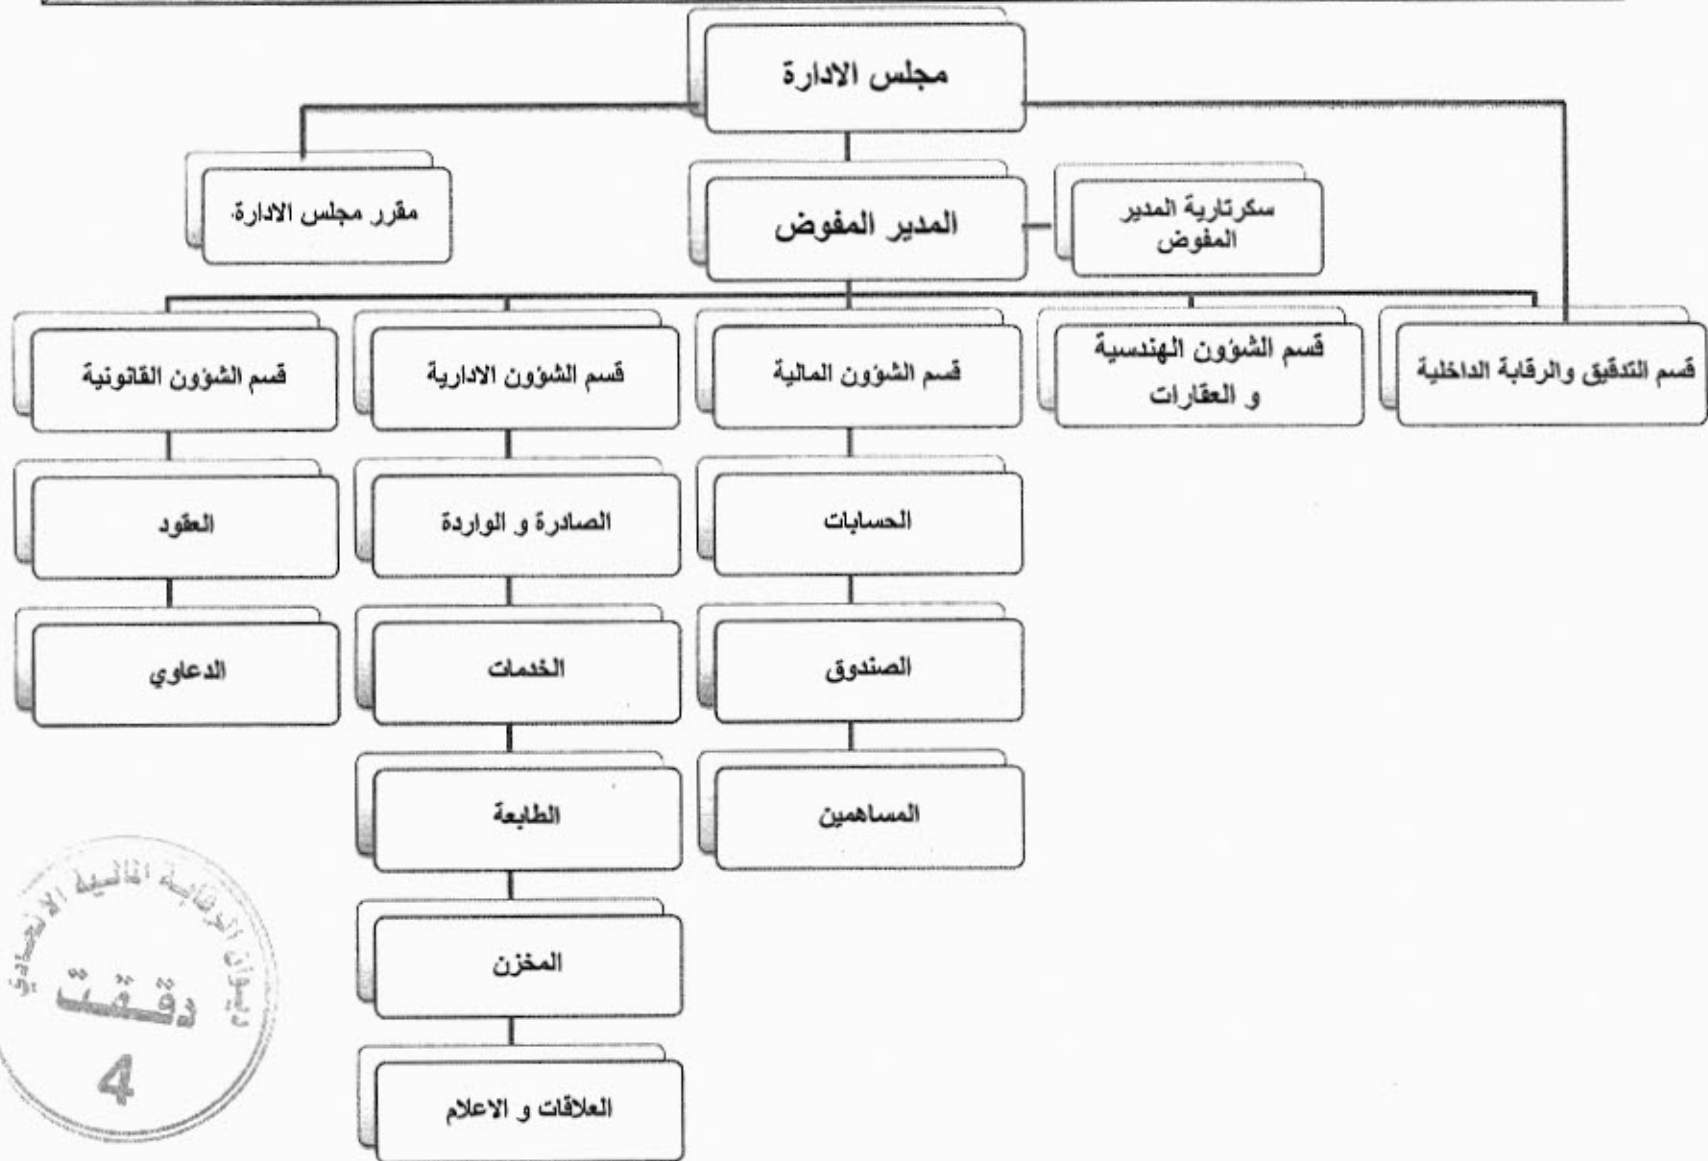 مجلس الادارة
مقرر مجلس الادارة
المدير المفوض
سكرتارية المدير
المفوض
قسم التدقيق والرقابة الداخلية
قسم الشؤون الهندسية
و العقارات
قسم الشؤون المالية
قسم الشؤون الادارية
قسم الشؤون القانونية
الحسابات
الصادرة و الواردة
العقود
الصندوق
الخدمات
الدعاوي
المساهمين
الطابعة
المخزن
العلاقات و الاعلام
ديوان الرقابة المالية الاتحادي
دققت
4